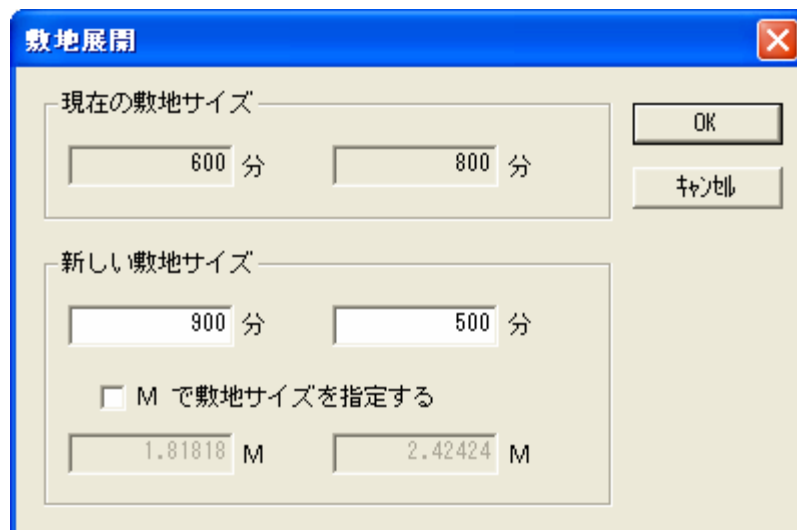 敷地展開
現在の敷地サイズ
600 分 800 分
OK
ｷｬﾝｾﾙ
新しい敷地サイズ
900 分 500 分
M で敷地サイズを指定する
1.81818 M 2.42424 M